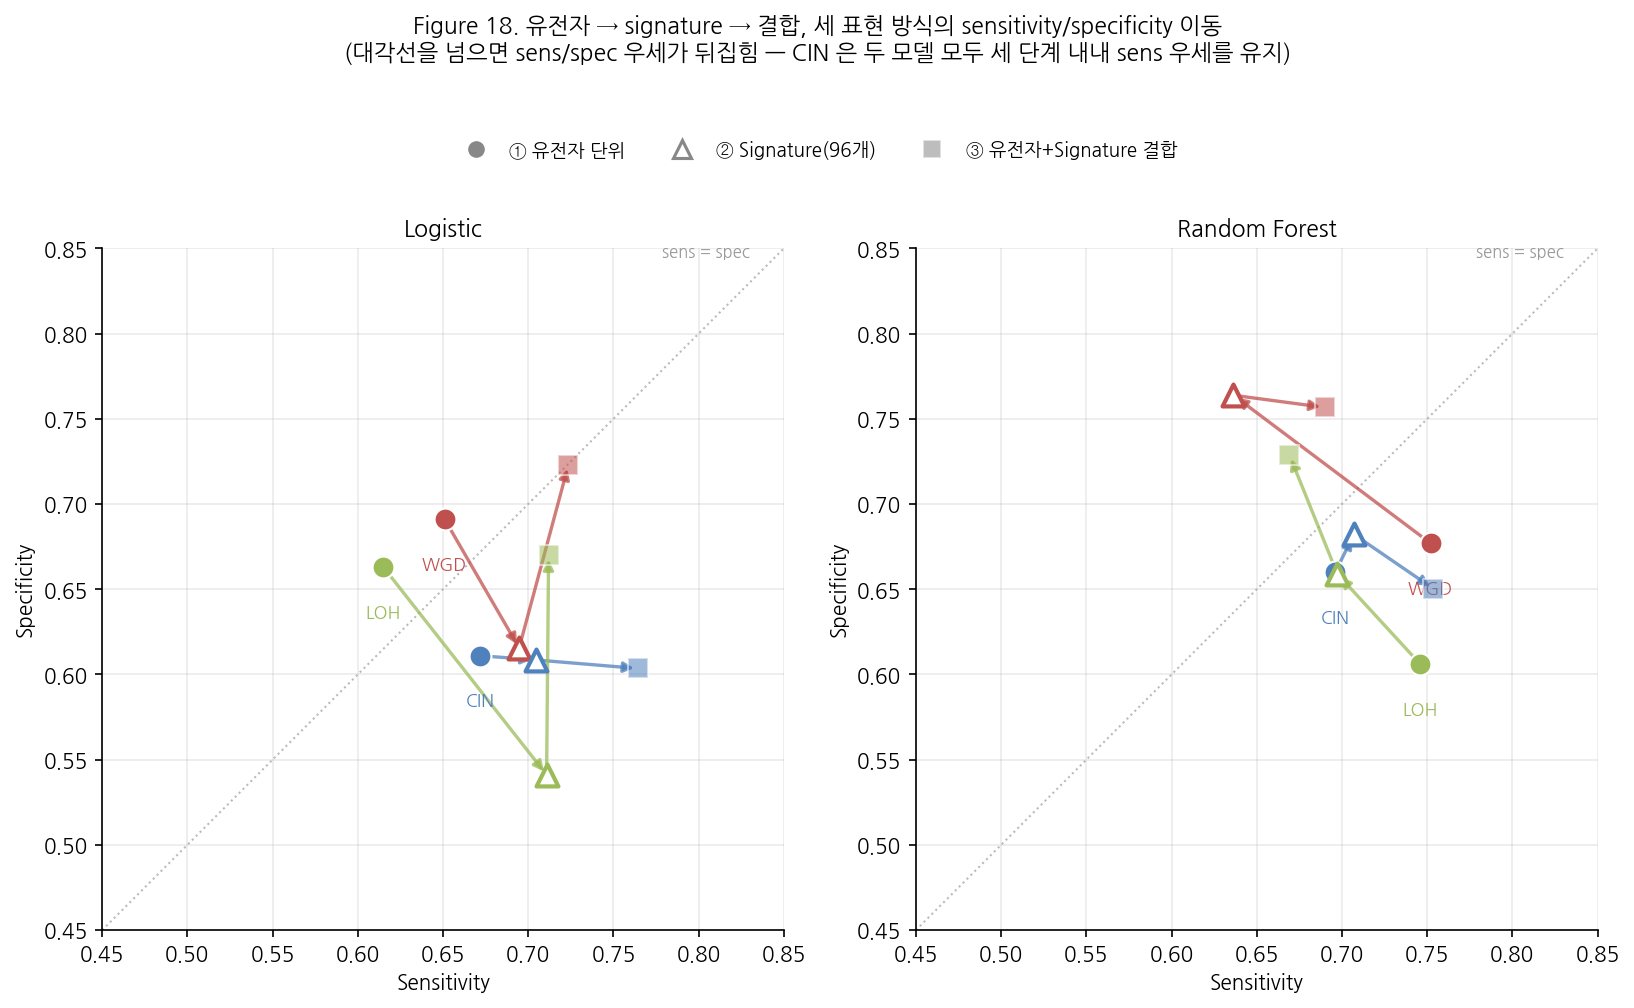 Figure 18. 유전자 → signature → 결합, 세 표현 방식의 sensitivity/specificity 이동
(대각선을 넘으면 sens/spec 우세가 뒤집힘 — CIN 은 두 모델 모두 세 단계 내내 sens 우세를 유지)
① 유전자 단위
② Signature(96개)
③ 유전자+Signature 결합
Logistic
sens = spec
0.85
0.80
0.75
0.70
0.65
0.60
0.55
0.50
0.45
Specificity
WGD
LOH
CIN
0.45 0.50 0.55 0.60 0.65 0.70 0.75 0.80 0.85
Sensitivity
Random Forest
sens = spec
0.85
0.80
0.75
0.70
0.65
0.60
0.55
0.50
0.45
Specificity
WGD
CIN
LOH
0.45 0.50 0.55 0.60 0.65 0.70 0.75 0.80 0.85
Sensitivity